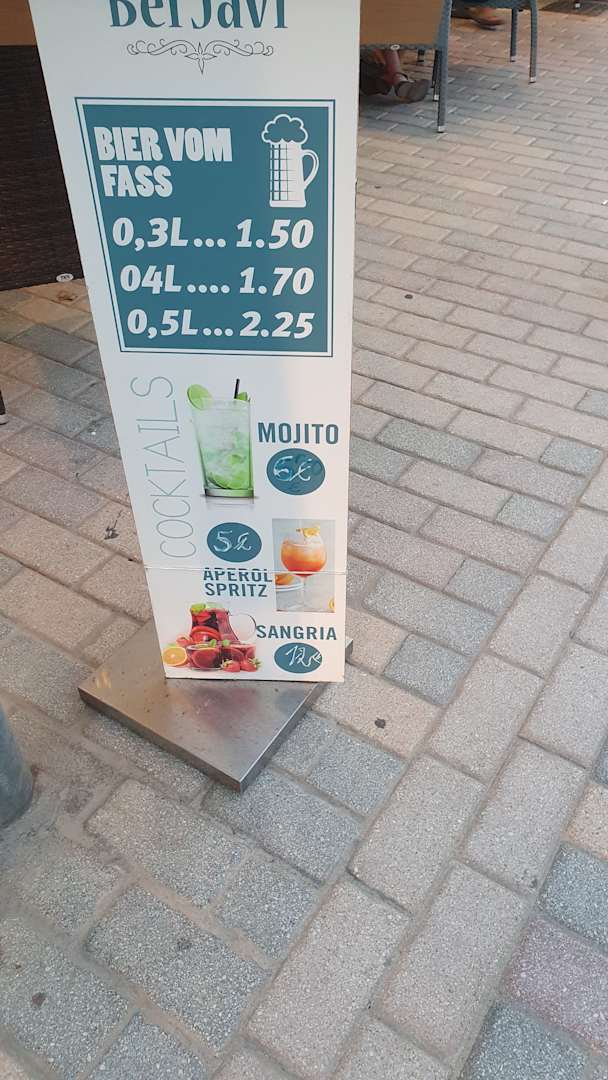 Bei Javi
BIER VOM
FASS
0,3L... 1.50
04L.... 1.70
0,5L... 2.25
COCKTAILS
MOJITO
5€
5€
APEROL
SPRITZ
SANGRIA
12€